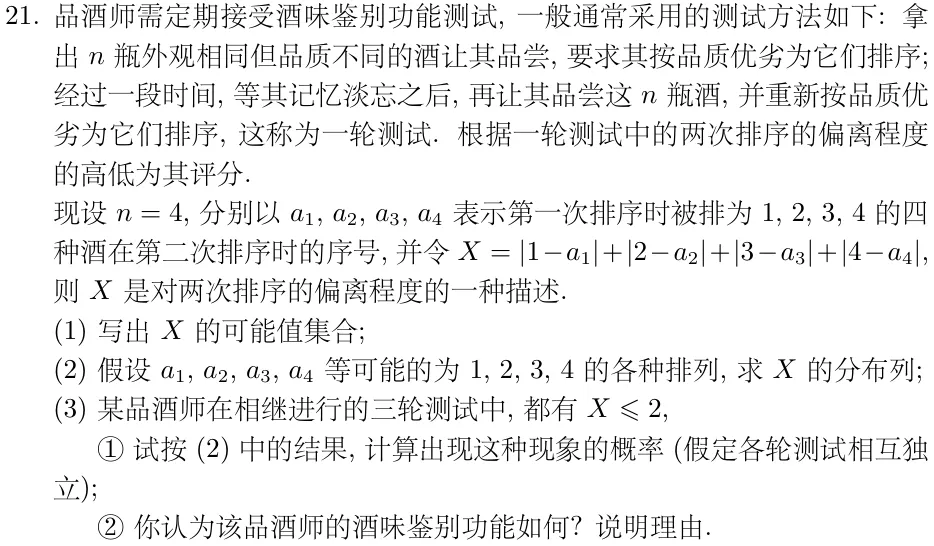 21. 品酒师需定期接受酒味鉴别功能测试, 一般通常采用的测试方法如下: 拿
出 n 瓶外观相同但品质不同的酒让其品尝, 要求其按品质优劣为它们排序;
经过一段时间, 等其记忆淡忘之后, 再让其品尝这 n 瓶酒, 并重新按品质优
劣为它们排序, 这称为一轮测试. 根据一轮测试中的两次排序的偏离程度
的高低为其评分.
现设 n = 4, 分别以 a₁, a₂, a₃, a₄ 表示第一次排序时被排为 1, 2, 3, 4 的四
种酒在第二次排序时的序号, 并令 X = |1−a₁|+|2−a₂|+|3−a₃|+|4−a₄|,
则 X 是对两次排序的偏离程度的一种描述.
(1) 写出 X 的可能值集合;
(2) 假设 a₁, a₂, a₃, a₄ 等可能的为 1, 2, 3, 4 的各种排列, 求 X 的分布列;
(3) 某品酒师在相继进行的三轮测试中, 都有 X ⩽ 2,
① 试按 (2) 中的结果, 计算出现这种现象的概率 (假定各轮测试相互独
立);
② 你认为该品酒师的酒味鉴别功能如何? 说明理由.